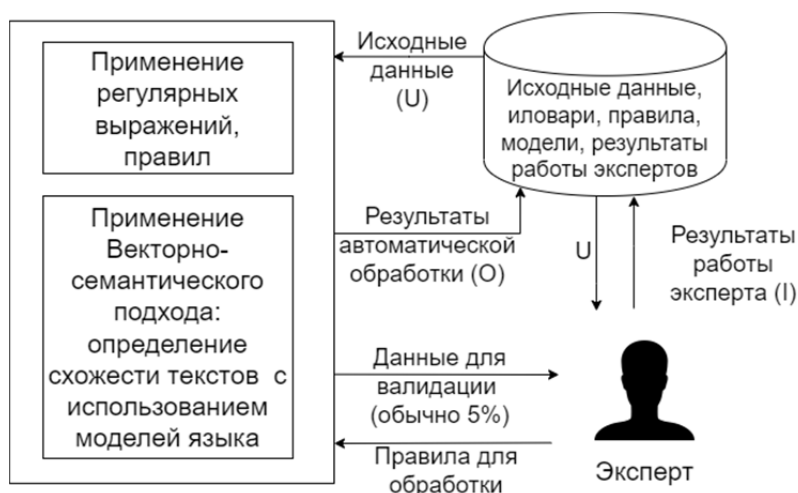 Применение
регулярных
выражений,
правил
Применение
Векторно-
семантического
подхода:
определение
схожести текстов с
использованием
моделей языка
Исходные
данные
(U)
Исходные данные,
иловари, правила,
модели, результаты
работы экспертов
Результаты
автоматической
обработки (O)
U
Результаты
работы
эксперта (I)
Данные для
валидации
(обычно 5%)
Правила для
обработки
Эксперт